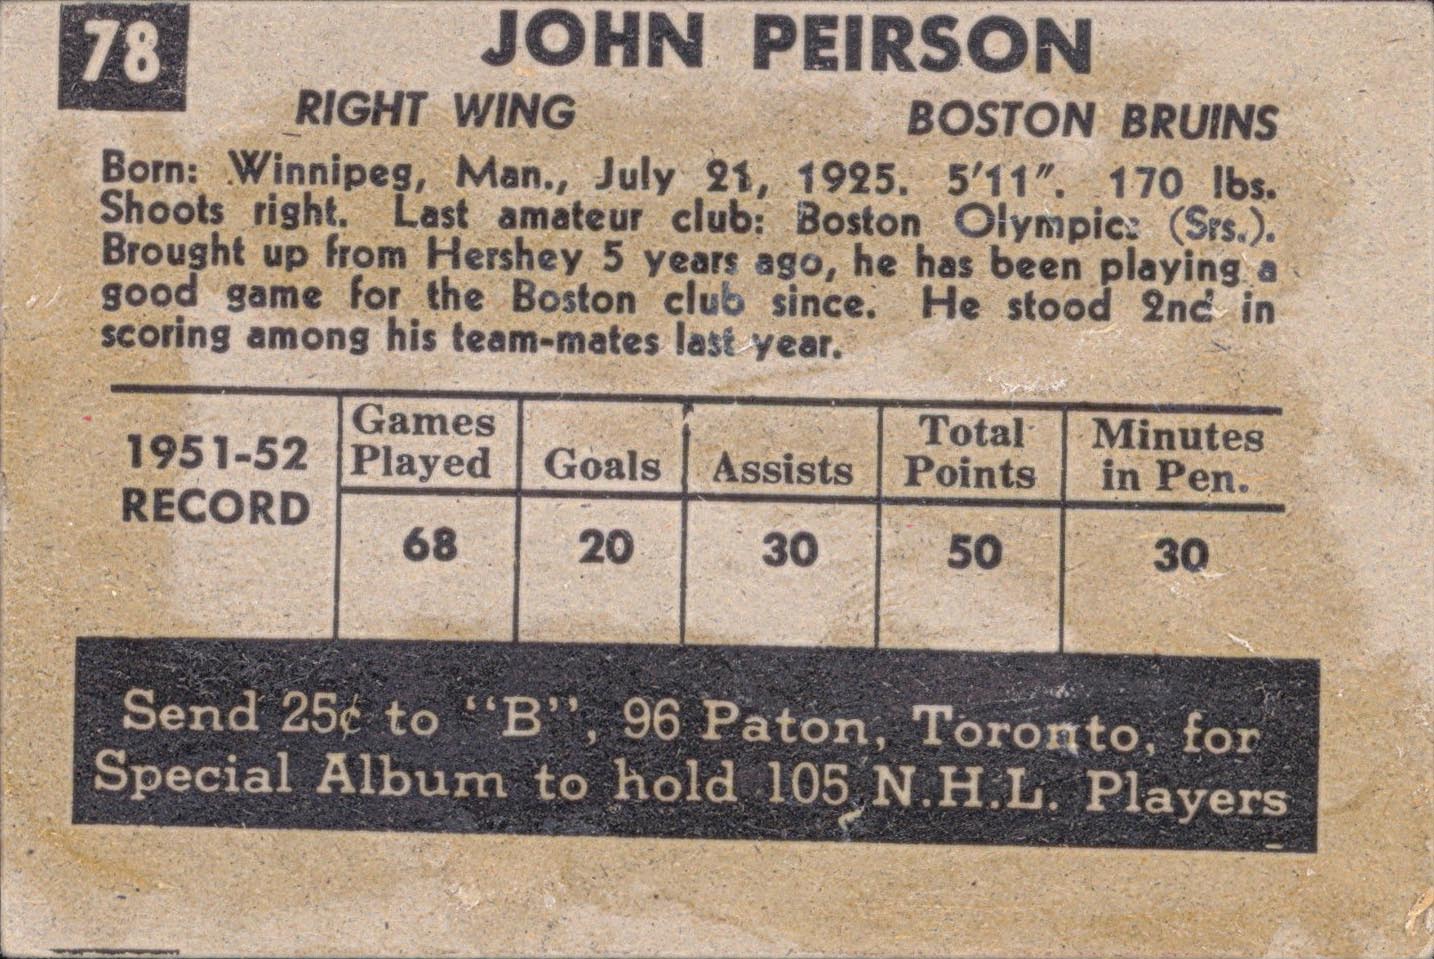 78
JOHN PEIRSON
RIGHT WING BOSTON BRUINS
Born: Winnipeg, Man., July 21, 1925. 5'11". 170 lbs.
Shoots right. Last amateur club: Boston Olympics (Srs.).
Brought up from Hershey 5 years ago, he has been playing a
good game for the Boston club since. He stood 2nd in
scoring among his team-mates last year.
1951-52 RECORD
Games Played
Goals
Assists
Total Points
Minutes in Pen.
68 20 30 50 30
Send 25¢ to "B", 96 Paton, Toronto, for
Special Album to hold 105 N.H.L. Players